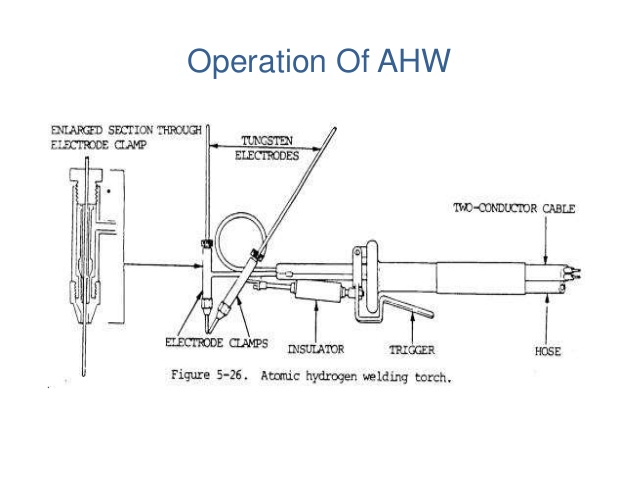 Operation Of AHW
ENLARGED SECTION THROUGH
ELECTRODE CLAMP
TUNGSTEN
ELECTRODES
TWO-CONDUCTOR CABLE
ELECTRODE CLAMPS
INSULATOR
TRIGGER
HOSE
Figure 5-26. Atomic hydrogen welding torch.